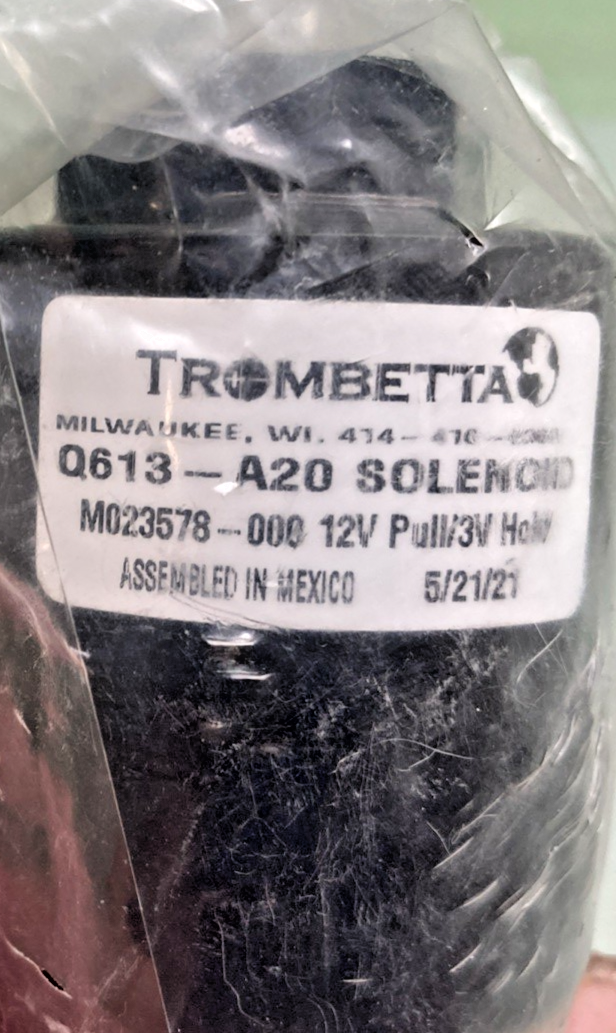 TROMBETTA
MILWAUKEE, WI. 414-410-
Q613-A20 SOLENOID
M023578-000 12V Pull/3V Hold
ASSEMBLED IN MEXICO 5/21/21